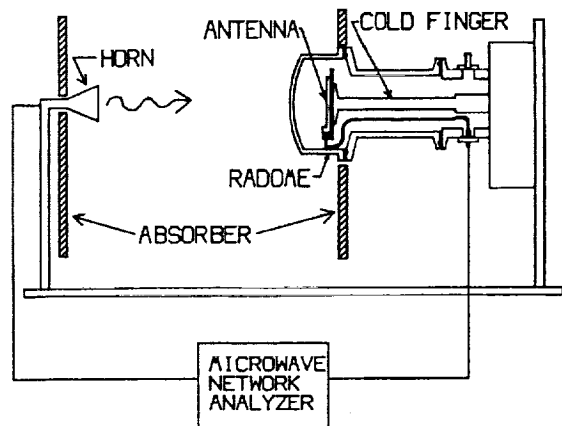 ANTENNA
COLD FINGER
HORN
RADOME
ABSORBER
MICROWAVE
NETWORK
ANALYZER